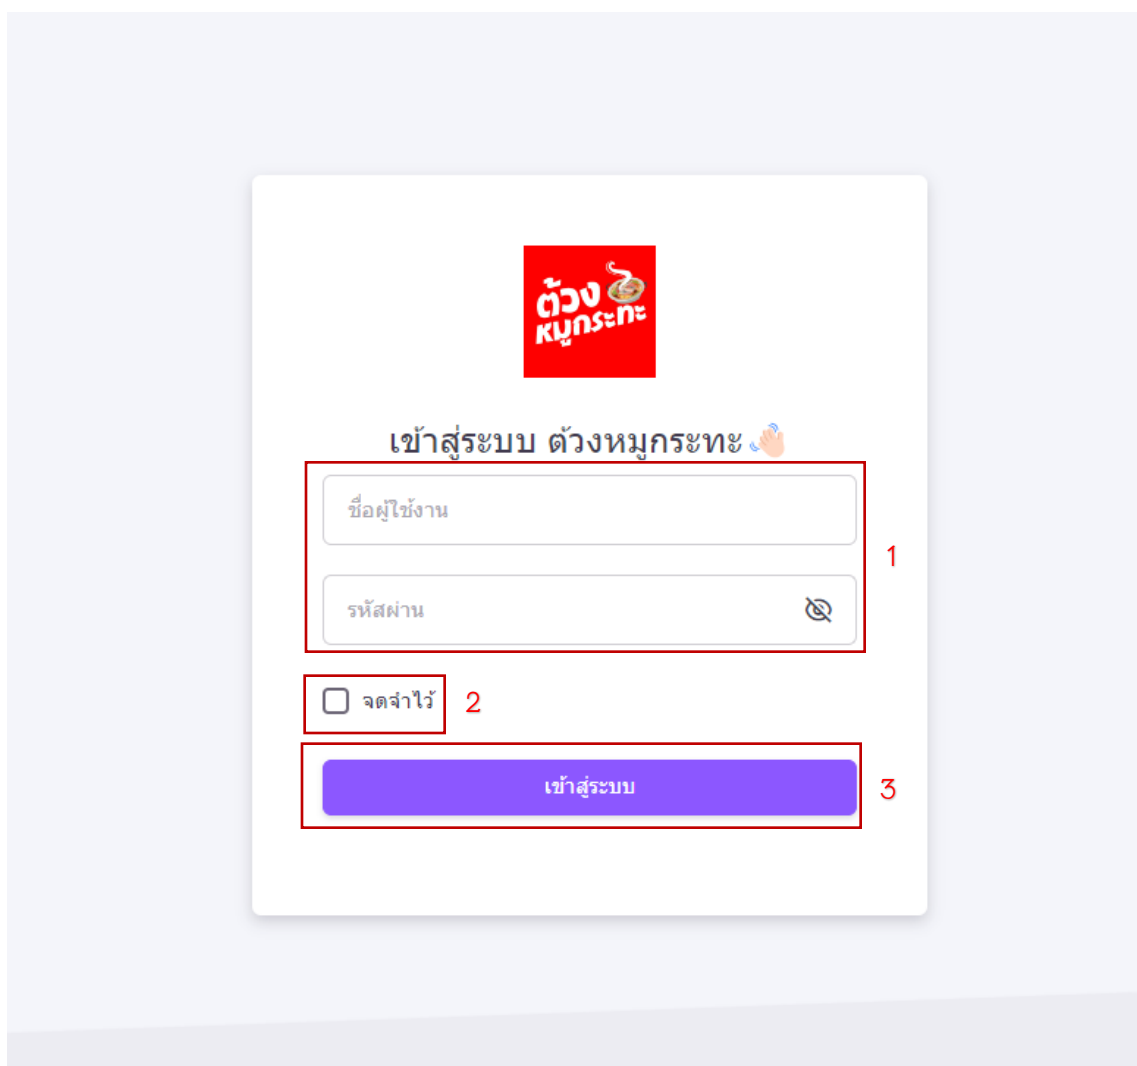 ต้วง
หมูกระทะ
เข้าสู่ระบบ ต้วงหมูกระทะ
ชื่อผู้ใช้งาน
1
รหัสผ่าน
จดจำไว้ 2
เข้าสู่ระบบ 3